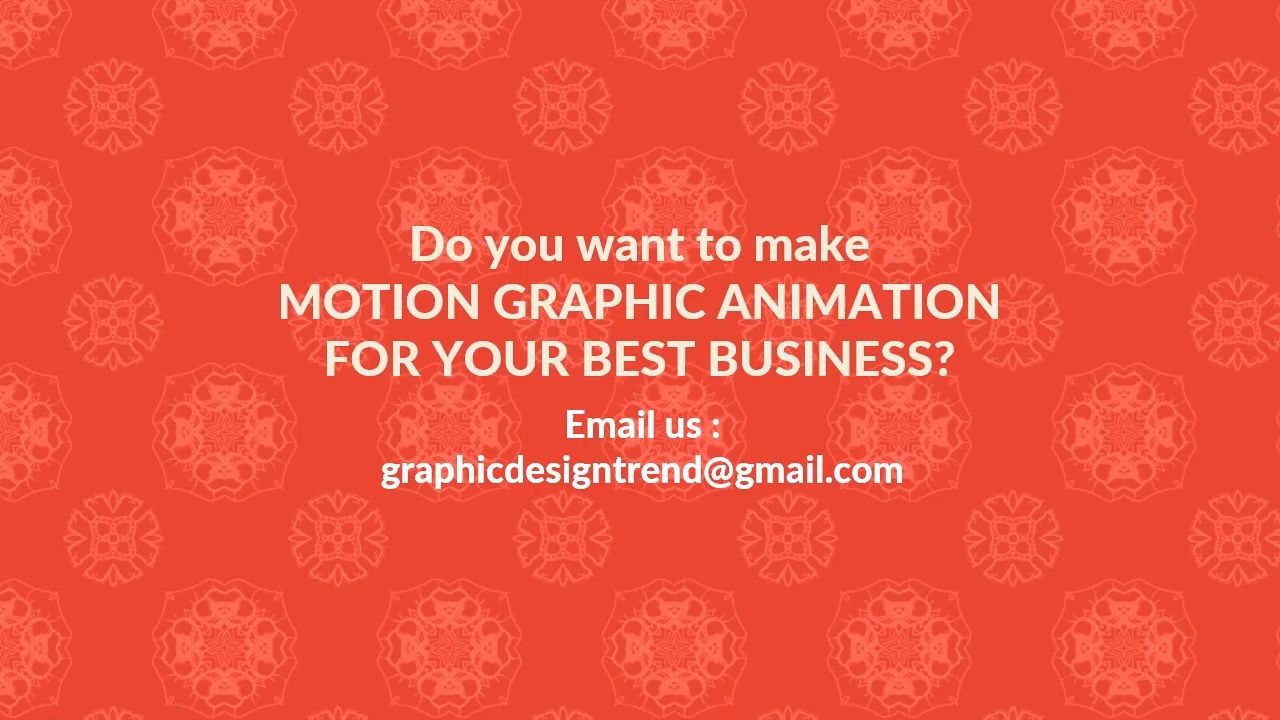 Do you want to make
MOTION GRAPHIC ANIMATION
FOR YOUR BEST BUSINESS?
Email us :
graphicdesigntrend@gmail.com